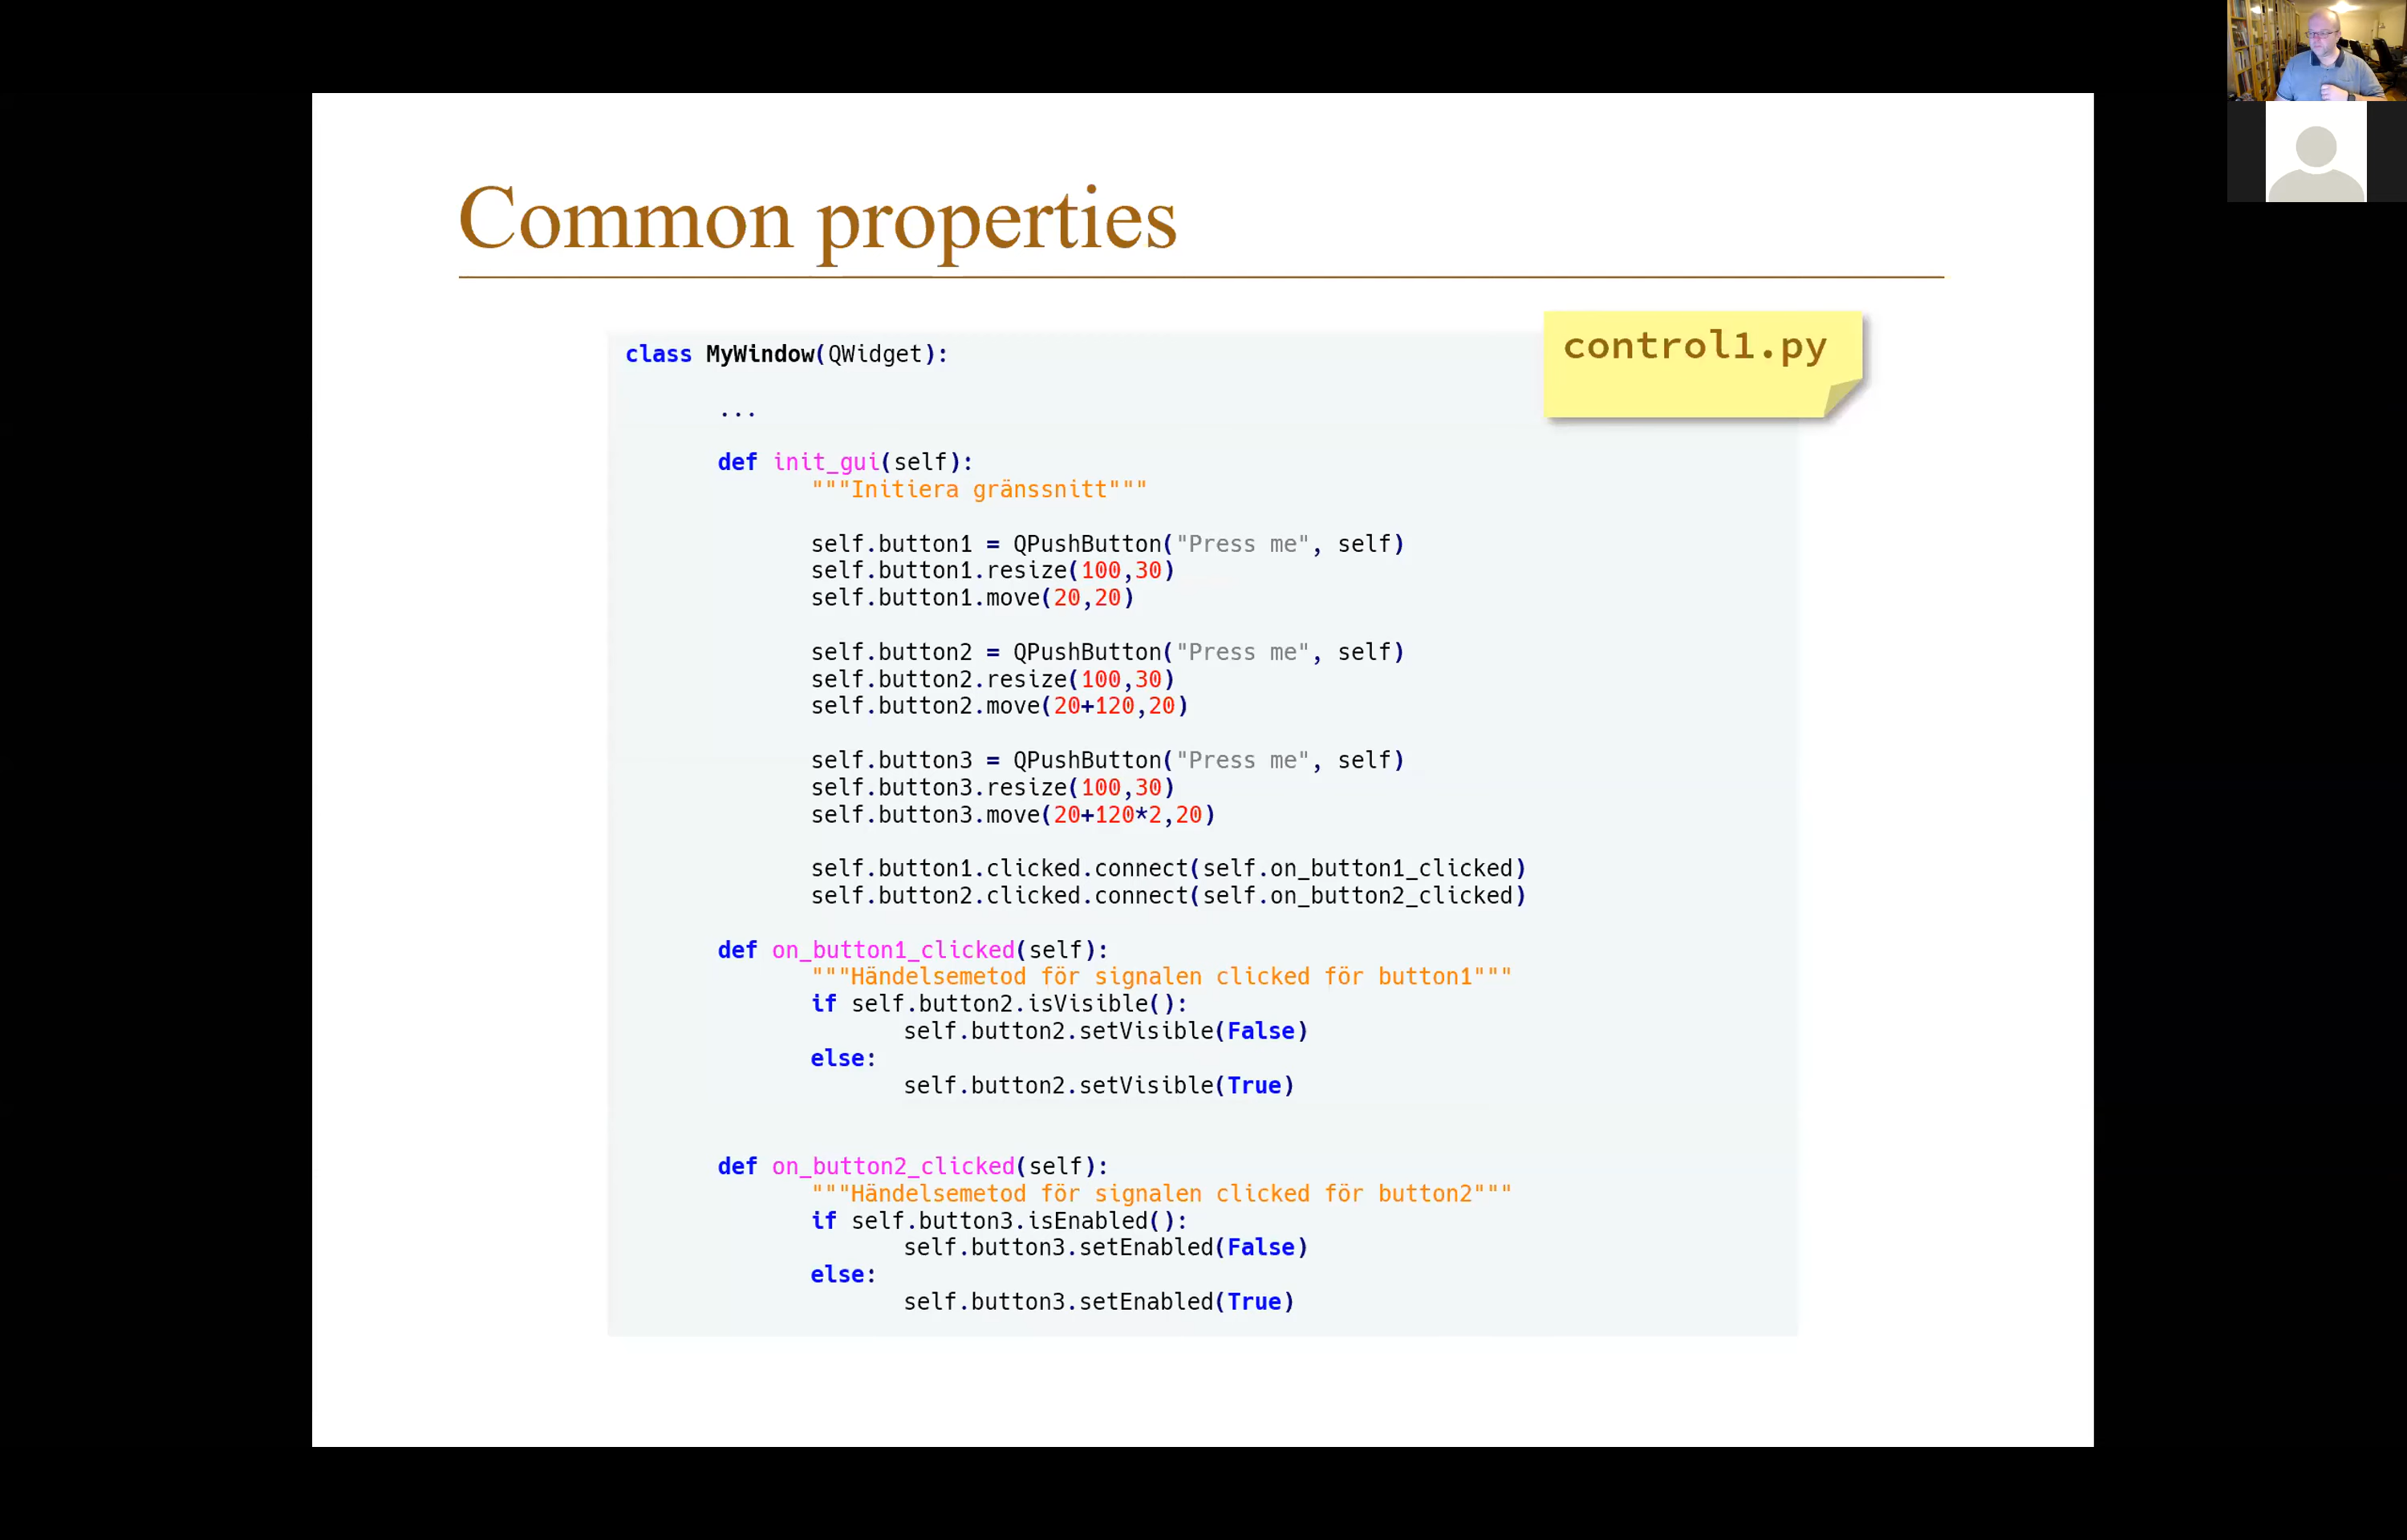 Common properties
control1.py
class MyWindow(QWidget):
...
def init_gui(self):
"""Initiera gränssnitt"""
self.button1 = QPushButton("Press me", self)
self.button1.resize(100,30)
self.button1.move(20,20)
self.button2 = QPushButton("Press me", self)
self.button2.resize(100,30)
self.button2.move(20+120,20)
self.button3 = QPushButton("Press me", self)
self.button3.resize(100,30)
self.button3.move(20+120*2,20)
self.button1.clicked.connect(self.on_button1_clicked)
self.button2.clicked.connect(self.on_button2_clicked)
def on_button1_clicked(self):
"""Händelsemetod för signalen clicked för button1"""
if self.button2.isVisible():
self.button2.setVisible(False)
else:
self.button2.setVisible(True)
def on_button2_clicked(self):
"""Händelsemetod för signalen clicked för button2"""
if self.button3.isEnabled():
self.button3.setEnabled(False)
else:
self.button3.setEnabled(True)